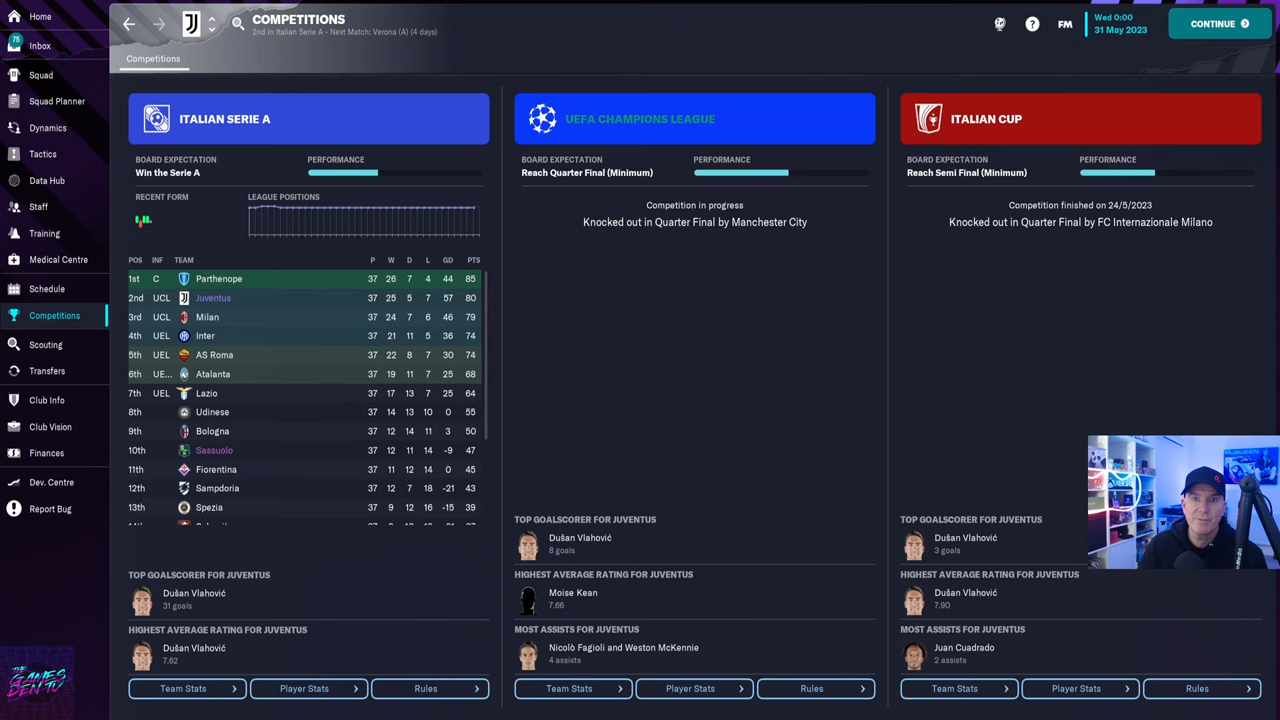 Home
75
Inbox
Squad
Squad Planner
Dynamics
Tactics
Data Hub
Staff
Training
Medical Centre
Schedule
Competitions
Scouting
Transfers
Club Info
Club Vision
Finances
Dev. Centre
Report Bug
THE
GAMES
BEN TV
COMPETITIONS
2nd in Italian Serie A - Next Match: Verona (A) (4 days)
FM
Wed 0:00
31 May 2023
CONTINUE
Competitions
ITALIAN SERIE A
BOARD EXPECTATION PERFORMANCE
Win the Serie A
RECENT FORM LEAGUE POSITIONS
POS INF TEAM P W D L GD PTS
1st C Parthenope 37 26 7 4 44 85
2nd UCL Juventus 37 25 5 7 57 80
3rd UCL Milan 37 24 7 6 46 79
4th UEL Inter 37 21 11 5 36 74
5th UEL AS Roma 37 22 8 7 30 74
6th UE... Atalanta 37 19 11 7 25 68
7th UEL Lazio 37 17 13 7 25 64
8th Udinese 37 14 13 10 0 55
9th Bologna 37 12 14 11 3 50
10th Sassuolo 37 12 11 14 -9 47
11th Fiorentina 37 11 12 14 0 45
12th Sampdoria 37 12 7 18 -21 43
13th Spezia 37 9 12 16 -15 39
TOP GOALSCORER FOR JUVENTUS
Dušan Vlahović
31 goals
HIGHEST AVERAGE RATING FOR JUVENTUS
Dušan Vlahović
7.62
Team Stats Player Stats Rules
UEFA CHAMPIONS LEAGUE
BOARD EXPECTATION PERFORMANCE
Reach Quarter Final (Minimum)
Competition in progress
Knocked out in Quarter Final by Manchester City
TOP GOALSCORER FOR JUVENTUS
Dušan Vlahović
8 goals
HIGHEST AVERAGE RATING FOR JUVENTUS
Moise Kean
7.66
MOST ASSISTS FOR JUVENTUS
Nicolò Fagioli and Weston McKennie
4 assists
Team Stats Player Stats Rules
ITALIAN CUP
BOARD EXPECTATION PERFORMANCE
Reach Semi Final (Minimum)
Competition finished on 24/5/2023
Knocked out in Quarter Final by FC Internazionale Milano
TOP GOALSCORER FOR JUVENTUS
Dušan Vlahović
3 goals
HIGHEST AVERAGE RATING FOR JUVENTUS
Dušan Vlahović
7.90
MOST ASSISTS FOR JUVENTUS
Juan Cuadrado
2 assists
Team Stats Player Stats Rules